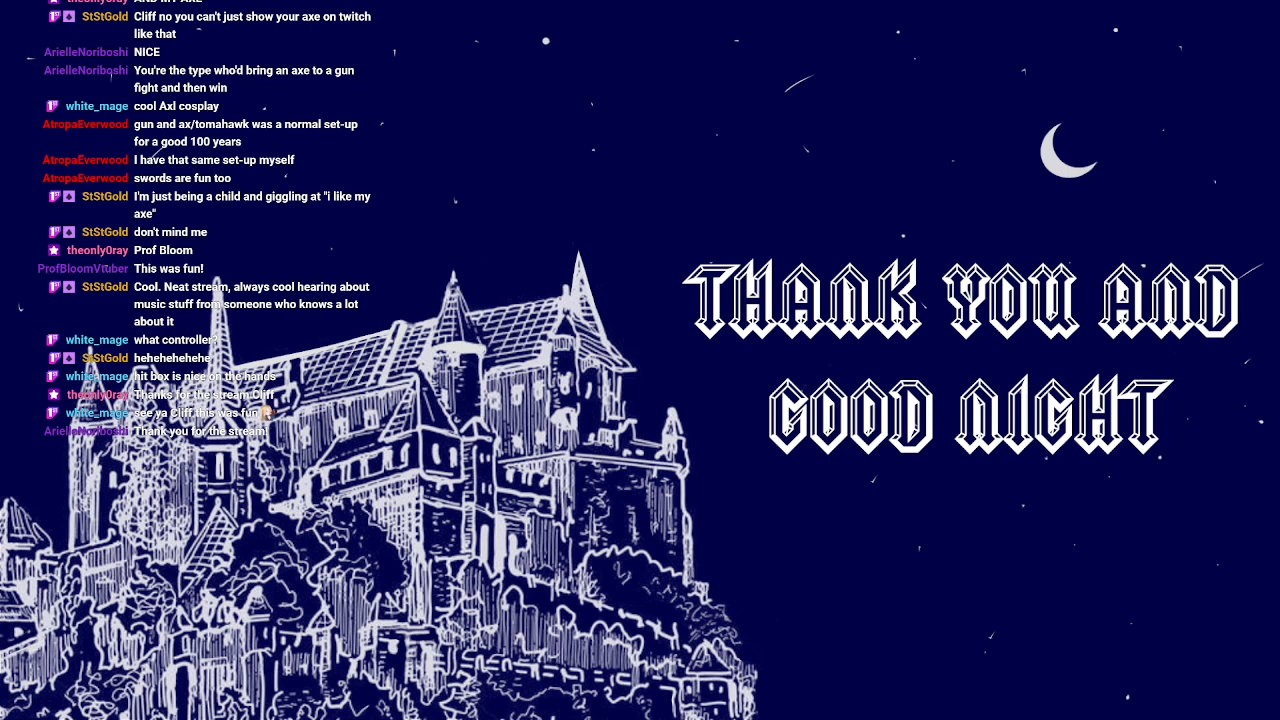 AND MY AXE
StStGold Cliff no you can't just show your axe on twitch
like that
ArielleNoriboshi NICE
ArielleNoriboshi You're the type who'd bring an axe to a gun
fight and then win
white_mage cool Axl cosplay
AtropaEverwood gun and ax/tomahawk was a normal set-up
for a good 100 years
AtropaEverwood I have that same set-up myself
AtropaEverwood swords are fun too
StStGold I'm just being a child and giggling at "i like my
axe"
StStGold don't mind me
theonly0ray Prof Bloom
ProfBloomVtuber This was fun!
StStGold Cool. Neat stream, always cool hearing about
music stuff from someone who knows a lot
about it
white_mage what controller?
StStGold hehehehehehe
white_mage hit box is nice on the hands
theonly0ray Thanks for the stream Cliff
white_mage see ya Cliff this was fun
ArielleNoriboshi Thank you for the stream!
THANK YOU AND
GOOD NIGHT